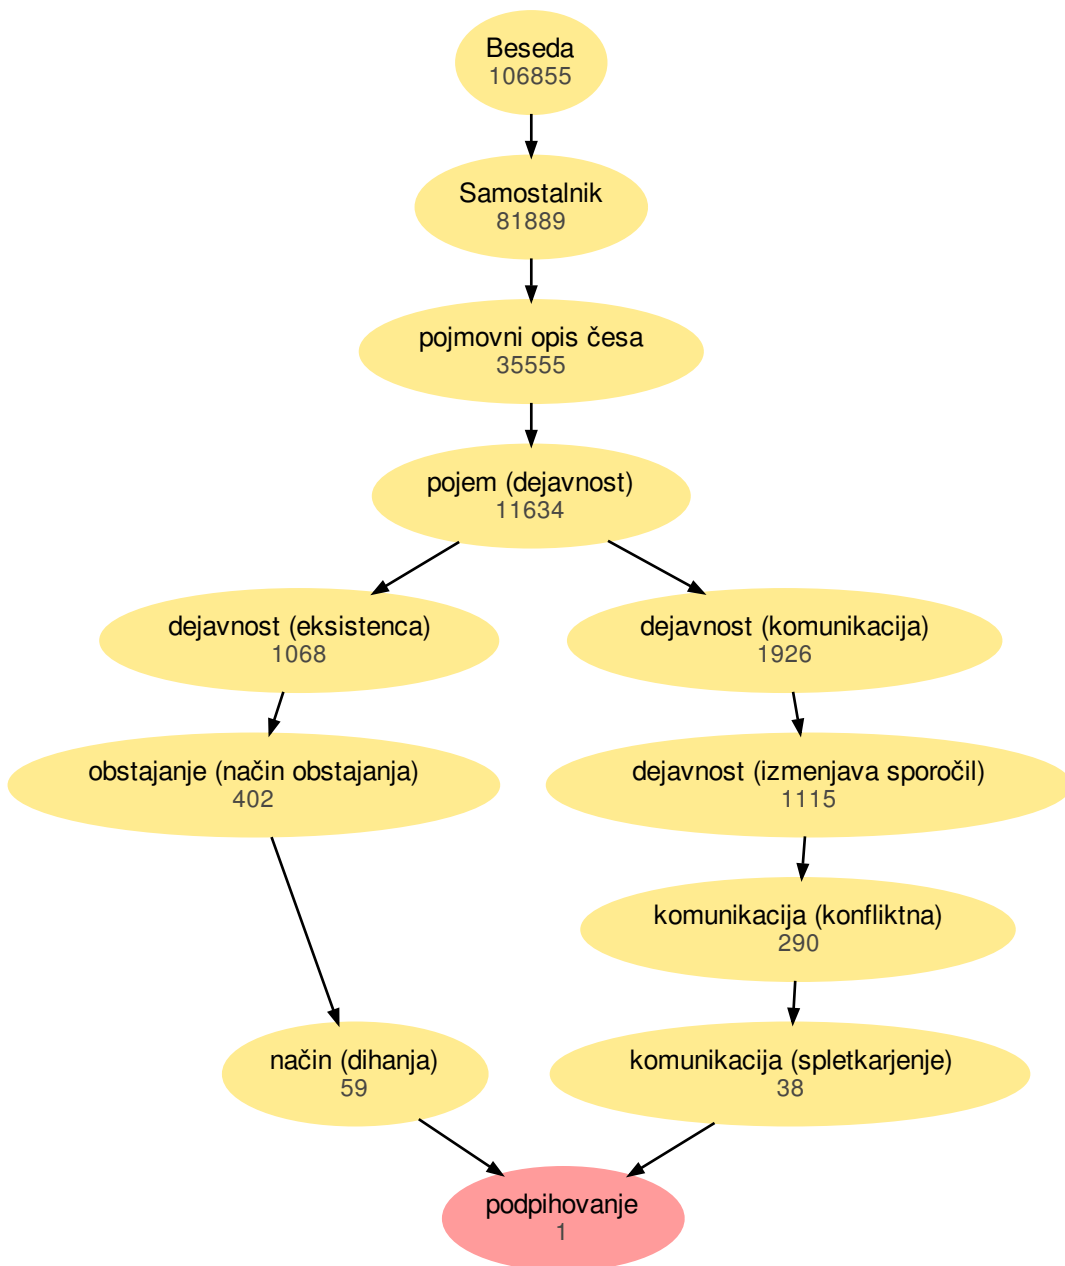 Beseda
106855
Samostalnik
81889
pojmovni opis česa
35555
pojem (dejavnost)
11634
dejavnost (eksistenca)
1068
dejavnost (komunikacija)
1926
obstajanje (način obstajanja)
402
dejavnost (izmenjava sporočil)
1115
komunikacija (konfliktna)
290
način (dihanja)
59
komunikacija (spletkarjenje)
38
podpihovanje
1